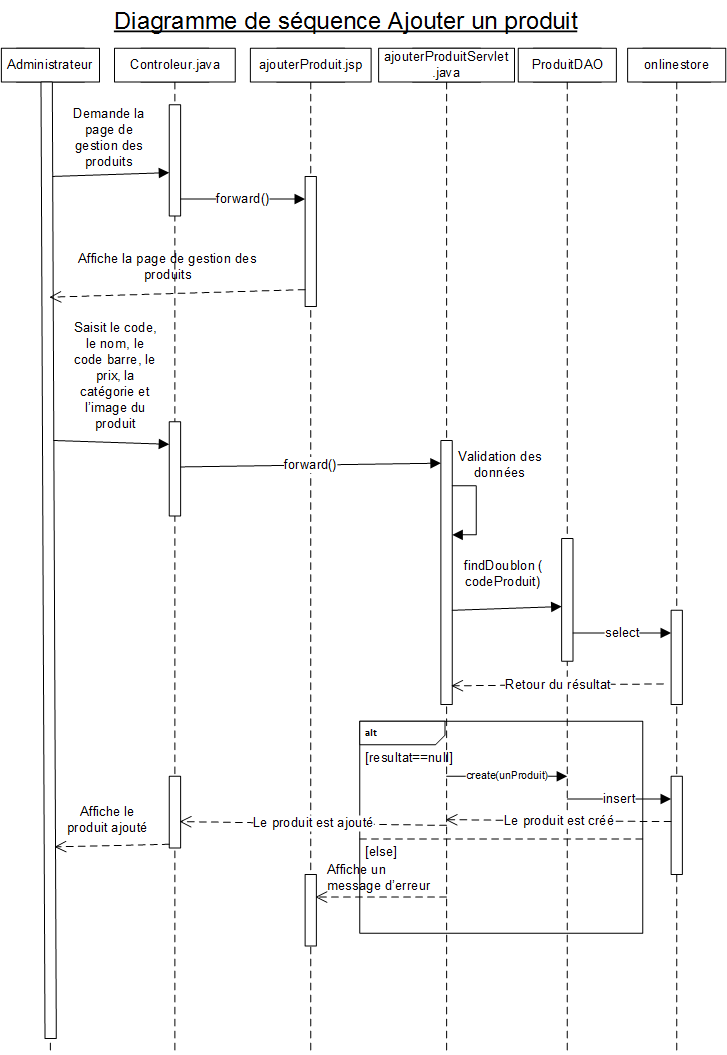 Diagramme de séquence Ajouter un produit
Administrateur
Controleur.java
ajouterProduit.jsp
ajouterProduitServlet
.java
ProduitDAO
onlinestore
Demande la
page de
gestion des
produits
forward()
Affiche la page de gestion des
produits
Saisit le code,
le nom, le
code barre, le
prix, la
catégorie et
l'image du
produit
forward()
Validation des
données
findDoublon (
codeProduit)
select
Retour du résultat
alt
[resultat==null]
create(unProduit)
insert
Affiche le
produit ajouté
Le produit est ajouté
Le produit est créé
[else]
Affiche un
message d'erreur